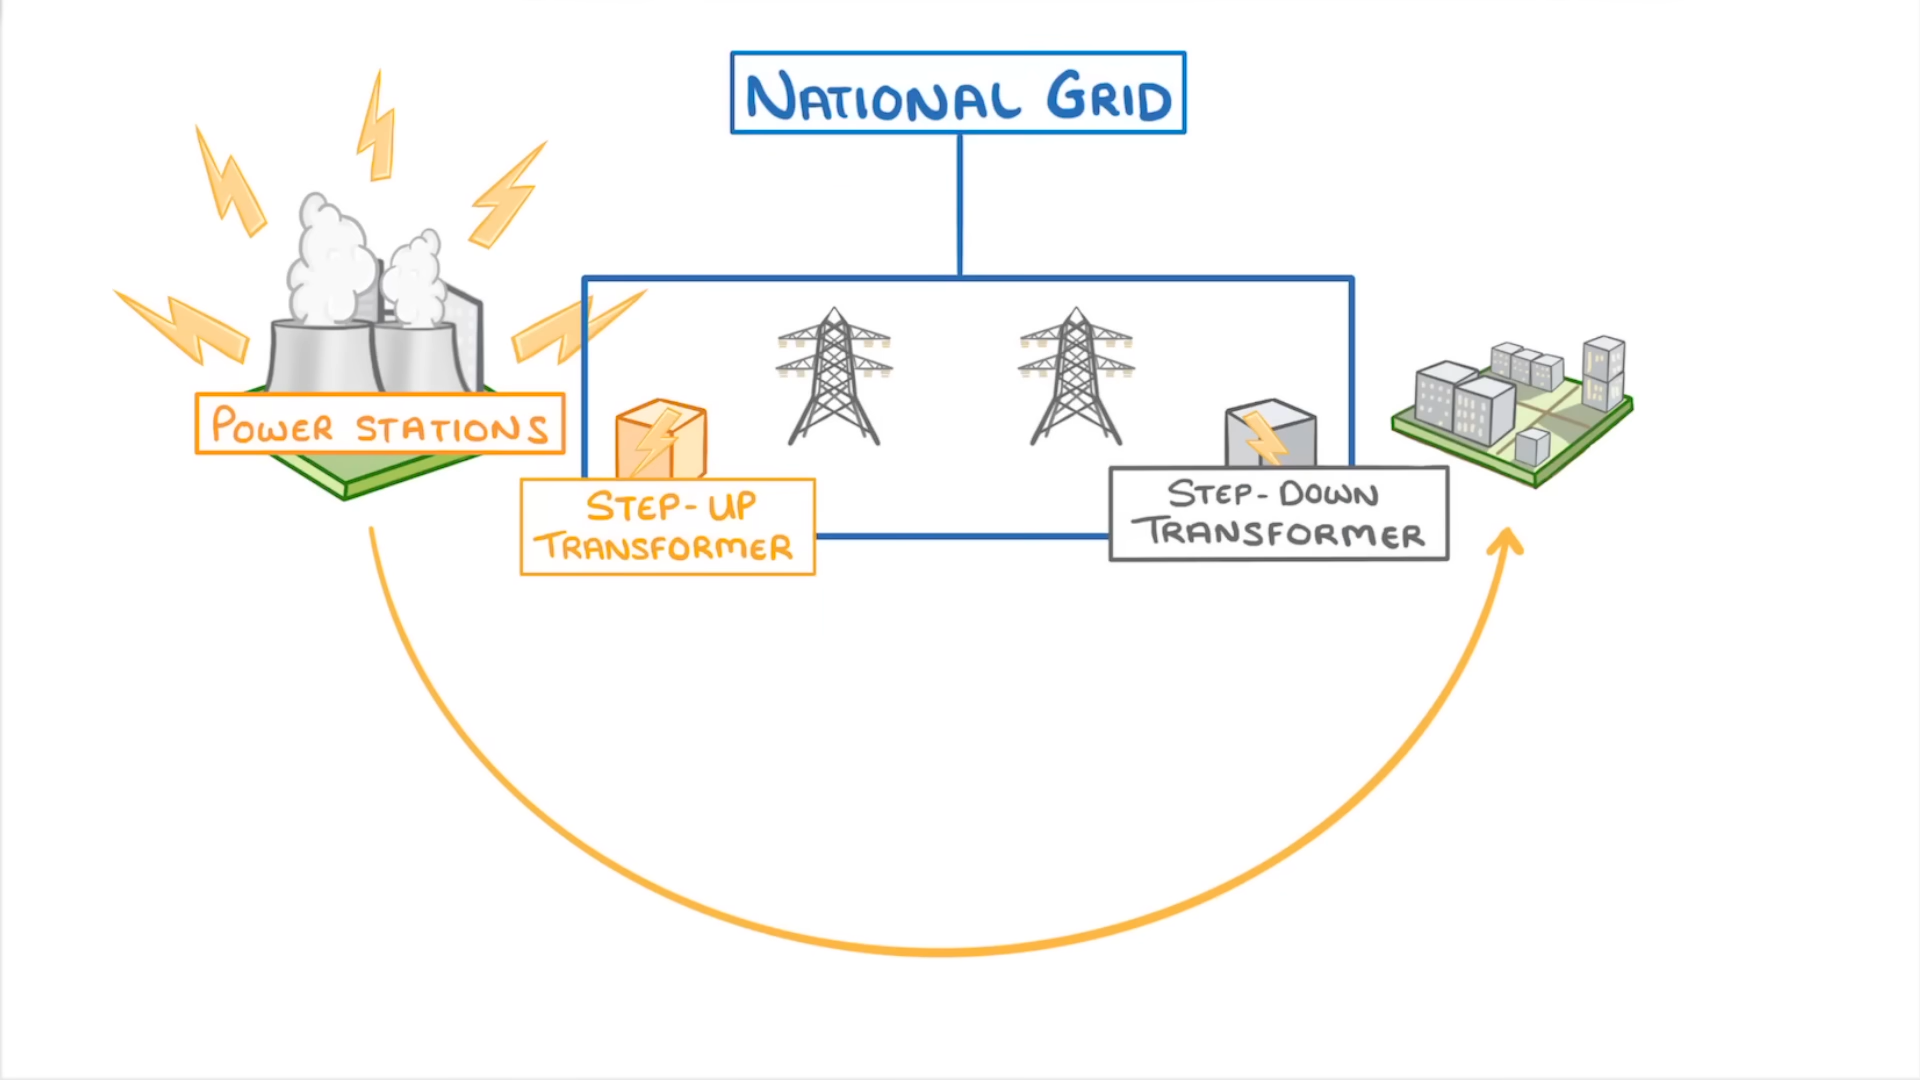 NATIONAL GRID
POWER STATIONS
STEP-UP
TRANSFORMER
STEP-DOWN
TRANSFORMER